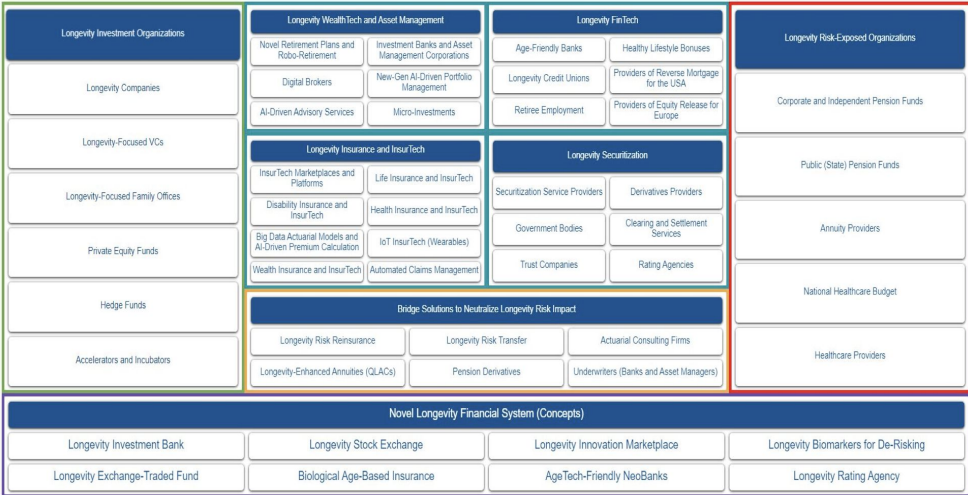 Longevity Investment Organizations
Longevity Companies
Longevity-Focused VCs
Longevity-Focused Family Offices
Private Equity Funds
Hedge Funds
Accelerators and Incubators
Longevity WealthTech and Asset Management
Novel Retirement Plans and
Robo-Retirement
Investment Banks and Asset
Management Corporations
Digital Brokers
New-Gen AI-Driven Portfolio
Management
AI-Driven Advisory Services
Micro-Investments
Longevity FinTech
Age-Friendly Banks
Healthy Lifestyle Bonuses
Longevity Credit Unions
Providers of Reverse Mortgage
for the USA
Retiree Employment
Providers of Equity Release for
Europe
Longevity Insurance and InsurTech
InsurTech Marketplaces and
Platforms
Life Insurance and InsurTech
Disability Insurance and
InsurTech
Health Insurance and InsurTech
Big Data Actuarial Models and
AI-Driven Premium Calculation
IoT InsurTech (Wearables)
Wealth Insurance and InsurTech
Automated Claims Management
Longevity Securitization
Securitization Service Providers
Derivatives Providers
Government Bodies
Clearing and Settlement
Services
Trust Companies
Rating Agencies
Bridge Solutions to Neutralize Longevity Risk Impact
Longevity Risk Reinsurance
Longevity Risk Transfer
Actuarial Consulting Firms
Longevity-Enhanced Annuities (QLACs)
Pension Derivatives
Underwriters (Banks and Asset Managers)
Longevity Risk-Exposed Organizations
Corporate and Independent Pension Funds
Public (State) Pension Funds
Annuity Providers
National Healthcare Budget
Healthcare Providers
Novel Longevity Financial System (Concepts)
Longevity Investment Bank
Longevity Stock Exchange
Longevity Innovation Marketplace
Longevity Biomarkers for De-Risking
Longevity Exchange-Traded Fund
Biological Age-Based Insurance
AgeTech-Friendly NeoBanks
Longevity Rating Agency